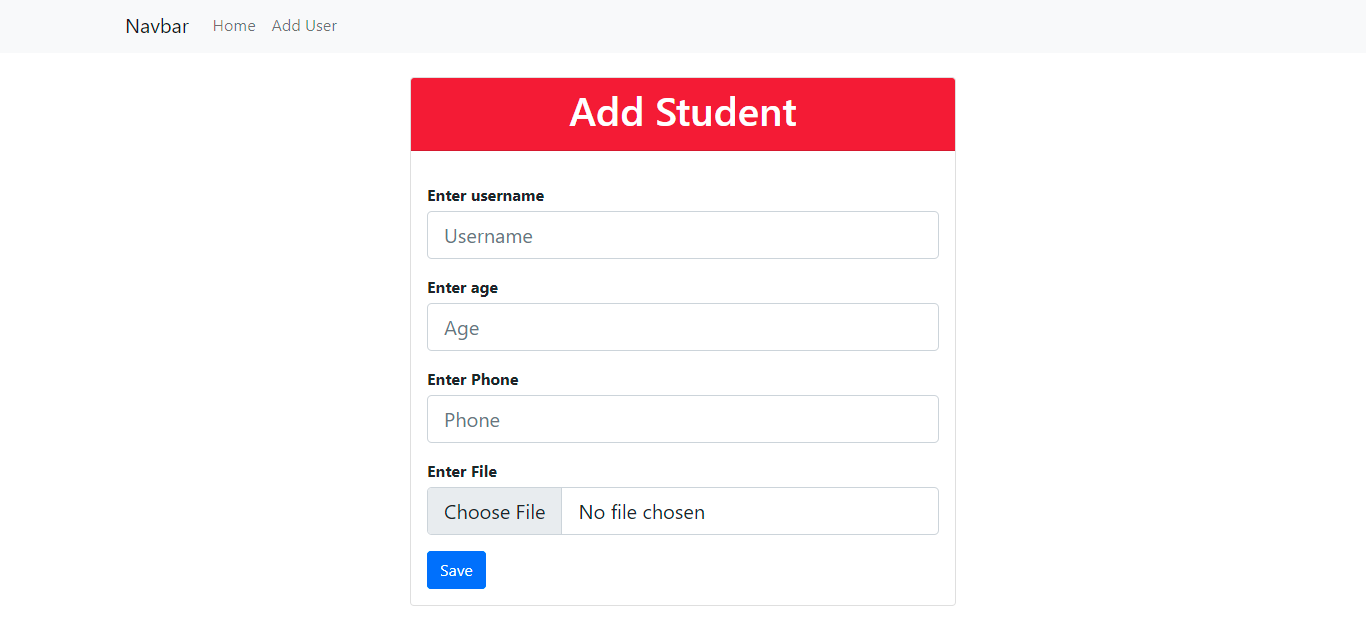 Navbar Home Add User
Add Student
Enter username
Username
Enter age
Age
Enter Phone
Phone
Enter File
Choose File No file chosen
Save